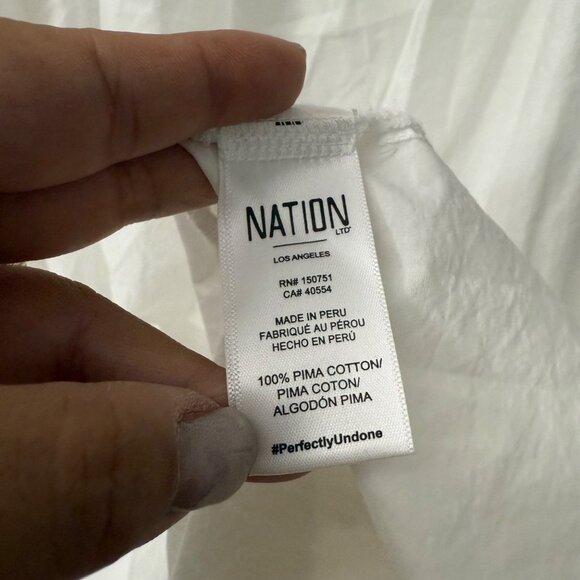 NATION
LTD
LOS ANGELES
RN# 150751
CA# 40554
MADE IN PERU
FABRIQUÉ AU PÉROU
HECHO EN PERÚ
100% PIMA COTTON/
PIMA COTON/
ALGODÓN PIMA
#PerfectlyUndone